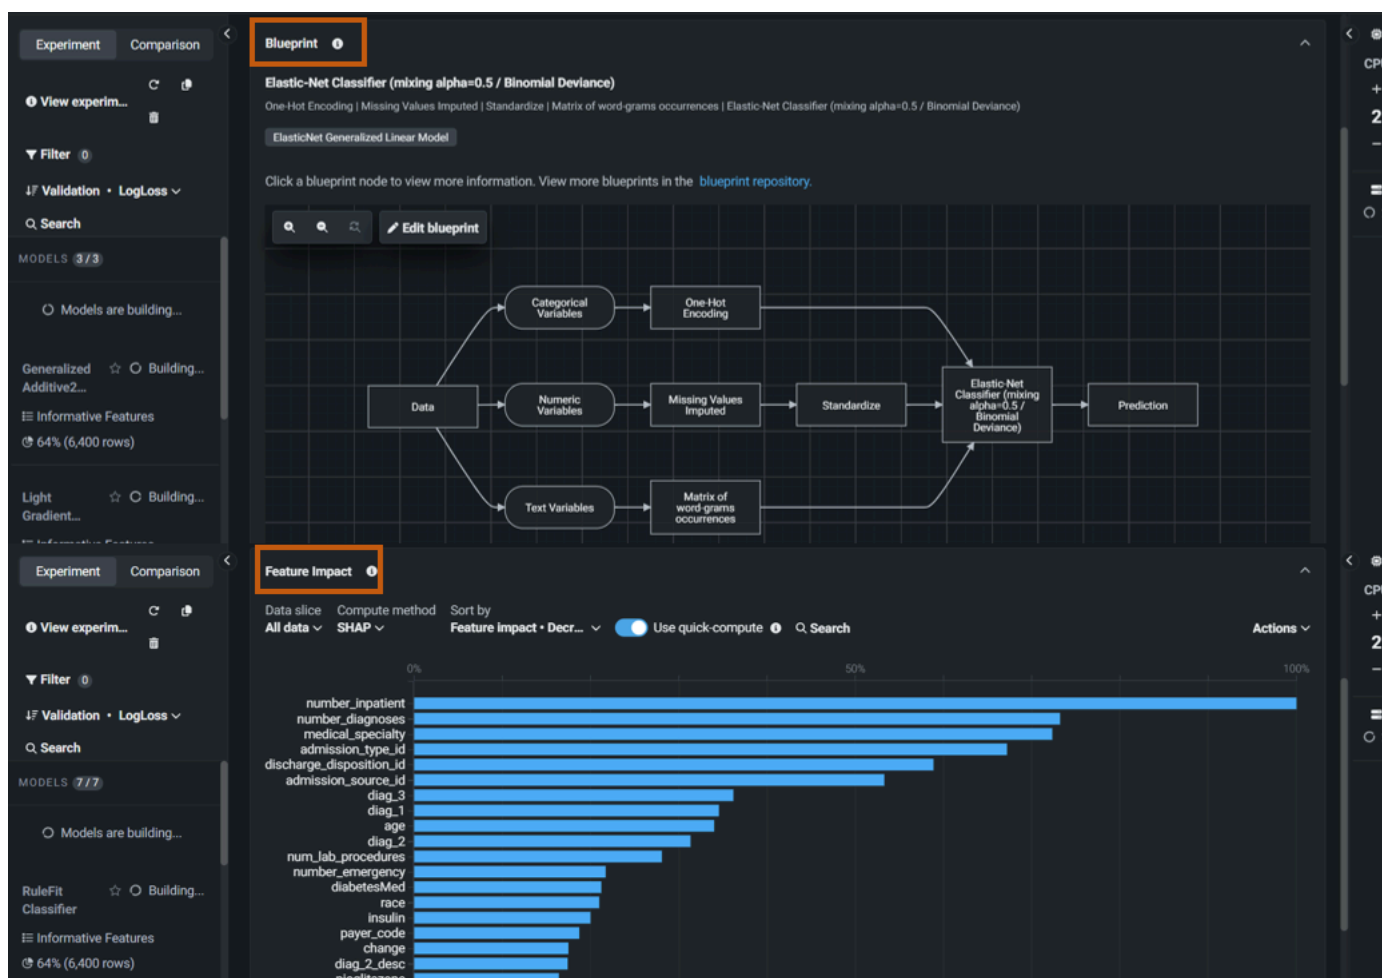 Experiment Comparison
View experim...
Filter 0
Validation • LogLoss
Search
MODELS 3/3
Models are building...
Generalized Additive2...
Building...
Informative Features
64% (6,400 rows)
Light Gradient...
Building...
Informative Features
Blueprint
Elastic-Net Classifier (mixing alpha=0.5 / Binomial Deviance)
One-Hot Encoding | Missing Values Imputed | Standardize | Matrix of word-grams occurrences | Elastic-Net Classifier (mixing alpha=0.5 / Binomial Deviance)
ElasticNet Generalized Linear Model
Click a blueprint node to view more information. View more blueprints in the blueprint repository.
Edit blueprint
Categorical
Variables
One-Hot
Encoding
Data
Numeric
Variables
Missing Values
Imputed
Standardize
Elastic-Net
Classifier (mixing
alpha=0.5 /
Binomial
Deviance)
Prediction
Text Variables
Matrix of
word-grams
occurrences
CPU
+
2
−
Experiment Comparison
View experim...
Filter 0
Validation • LogLoss
Search
MODELS 7/7
Models are building...
RuleFit Classifier
Building...
Informative Features
64% (6,400 rows)
Feature Impact
Data slice Compute method Sort by
All data SHAP Feature impact • Decr... Use quick-compute Search Actions
0% 50% 100%
number_inpatient
number_diagnoses
medical_specialty
admission_type_id
discharge_disposition_id
admission_source_id
diag_3
diag_1
age
diag_2
num_lab_procedures
number_emergency
diabetesMed
race
insulin
payer_code
change
diag_2_desc
CPU
+
2
−